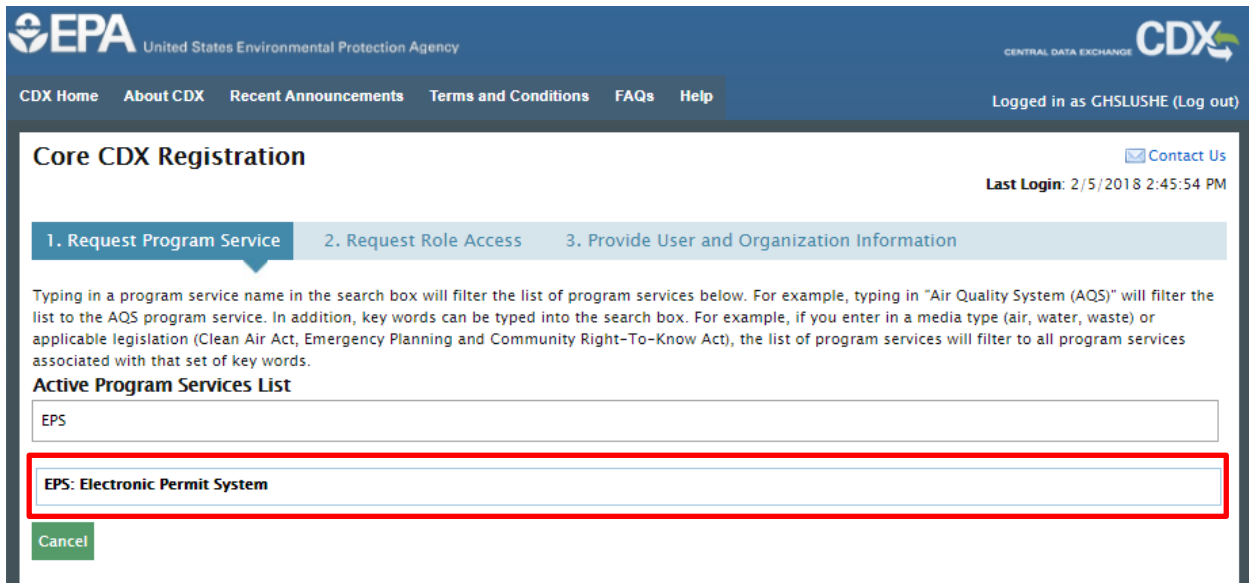 EPA United States Environmental Protection Agency
CENTRAL DATA EXCHANGE CDX
CDX Home About CDX Recent Announcements Terms and Conditions FAQs Help
Logged in as GHSLUSHE (Log out)
Core CDX Registration
Contact Us
Last Login: 2/5/2018 2:45:54 PM
1. Request Program Service 2. Request Role Access 3. Provide User and Organization Information
Typing in a program service name in the search box will filter the list of program services below. For example, typing in "Air Quality System (AQS)" will filter the
list to the AQS program service. In addition, key words can be typed into the search box. For example, if you enter in a media type (air, water, waste) or
applicable legislation (Clean Air Act, Emergency Planning and Community Right-To-Know Act), the list of program services will filter to all program services
associated with that set of key words.
Active Program Services List
EPS
EPS: Electronic Permit System
Cancel